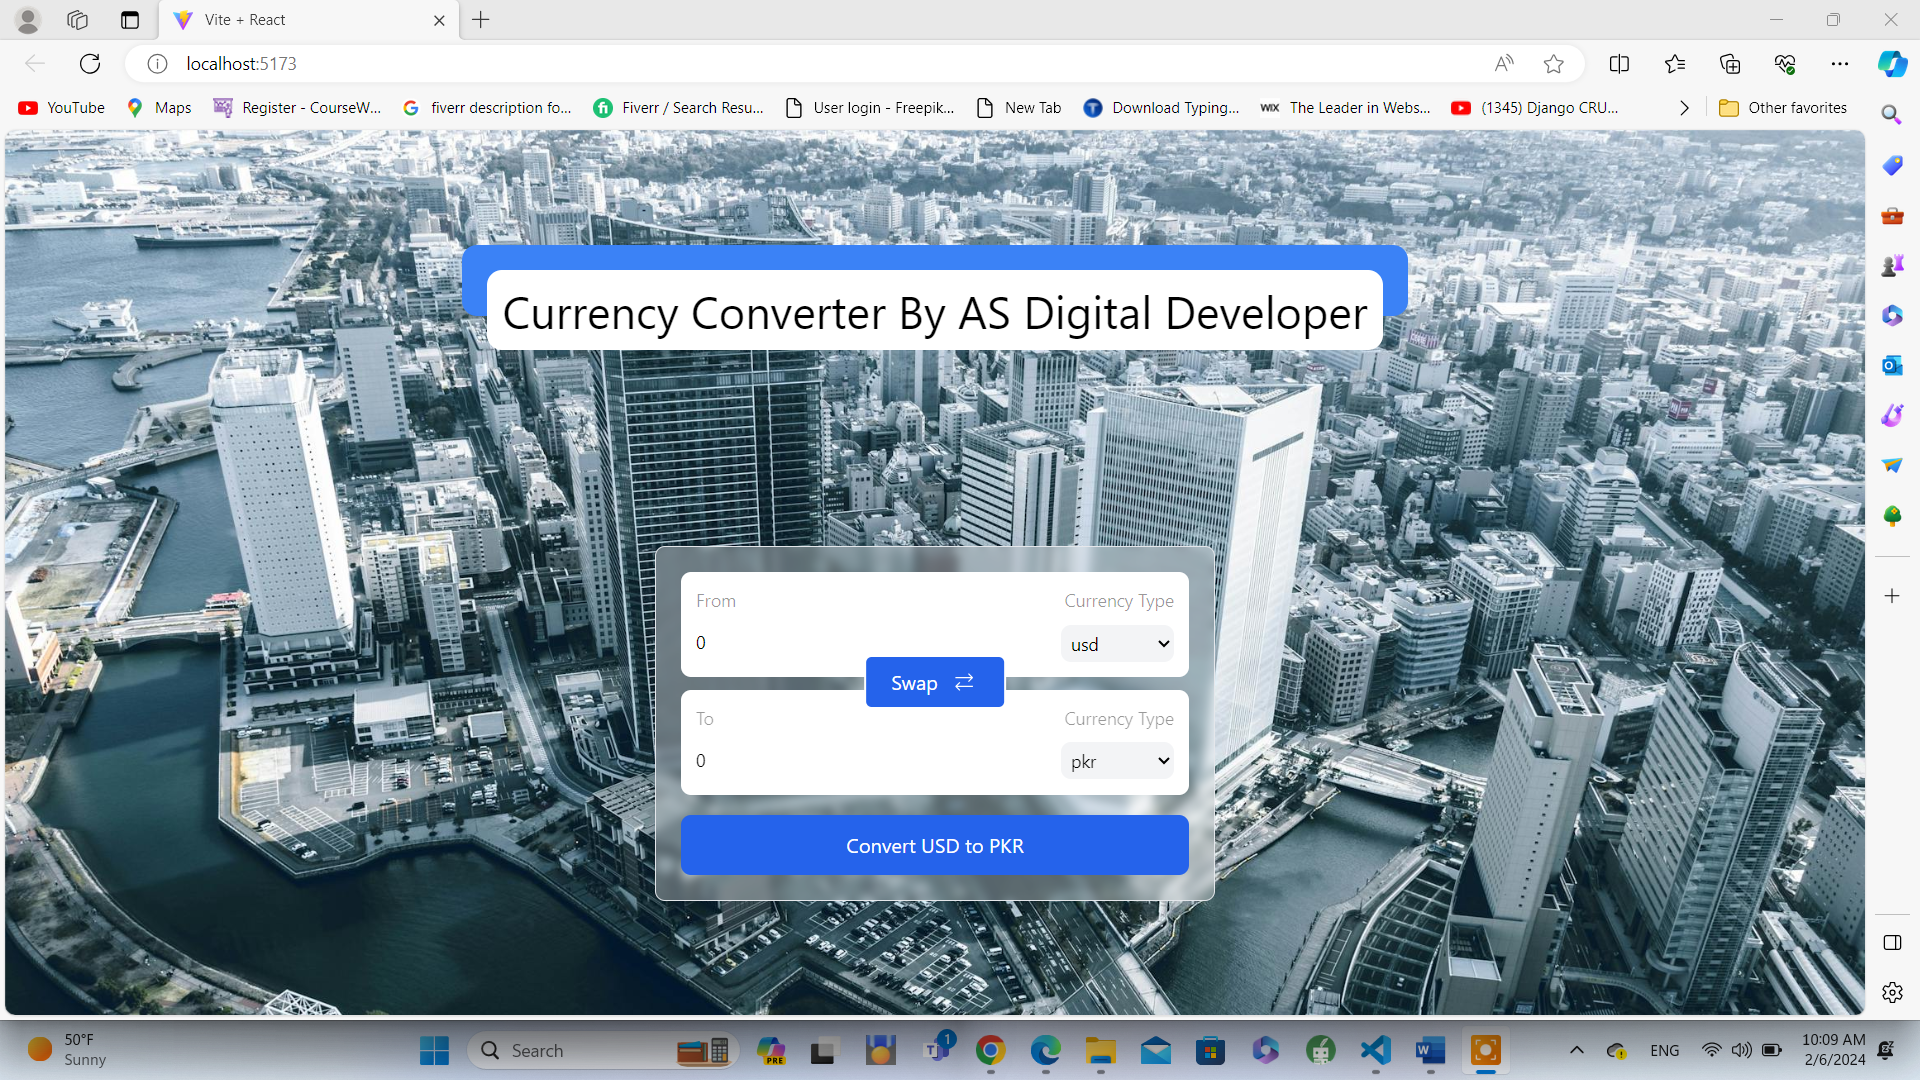 Vite + React
localhost:5173
YouTube
Maps
Register - CourseW...
fiverr description fo...
Fiverr / Search Resu...
User login - Freepik...
New Tab
Download Typing...
WIX
The Leader in Webs...
(1345) Django CRU...
Other favorites
Currency Converter By AS Digital Developer
From
Currency Type
0
usd
Swap
To
Currency Type
0
pkr
Convert USD to PKR
50°F
Sunny
Search
PRE
1
ENG
10:09 AM
2/6/2024